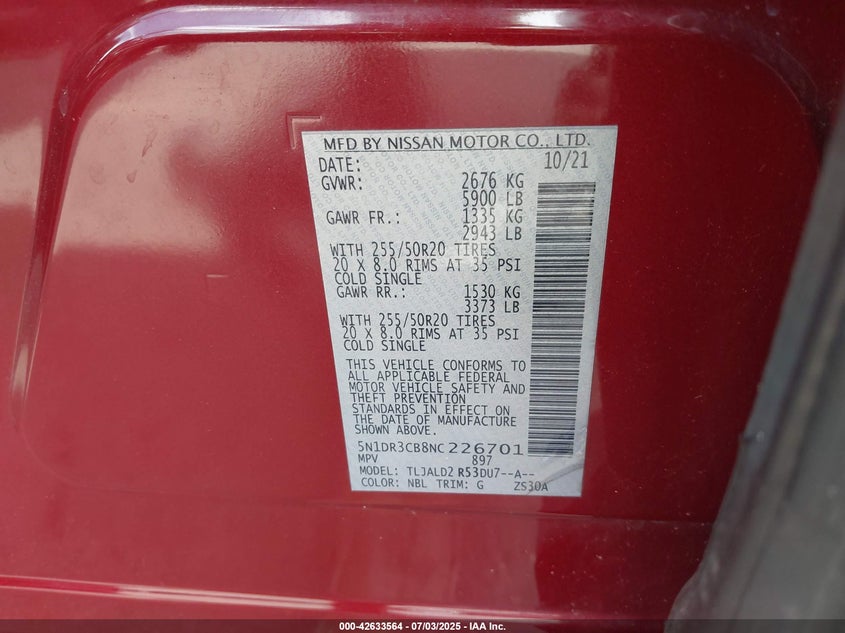 MFD BY NISSAN MOTOR CO., LTD.
DATE: 10/21
GVWR: 2676 KG
5900 LB
GAWR FR.: 1335 KG
2943 LB
WITH 255/50R20 TIRES
20 X 8.0 RIMS AT 35 PSI
COLD SINGLE
GAWR RR.: 1530 KG
3373 LB
WITH 255/50R20 TIRES
20 X 8.0 RIMS AT 35 PSI
COLD SINGLE
THIS VEHICLE CONFORMS TO
ALL APPLICABLE FEDERAL
MOTOR VEHICLE SAFETY AND
THEFT PREVENTION
STANDARDS IN EFFECT ON
THE DATE OF MANUFACTURE
SHOWN ABOVE.
5N1DR3CB8NC226701
MPV 897
MODEL: TLJALD2 R53DU7--A--
COLOR: NBL TRIM: G ZS30A
000-42633564 - 07/03/2025 - IAA Inc.